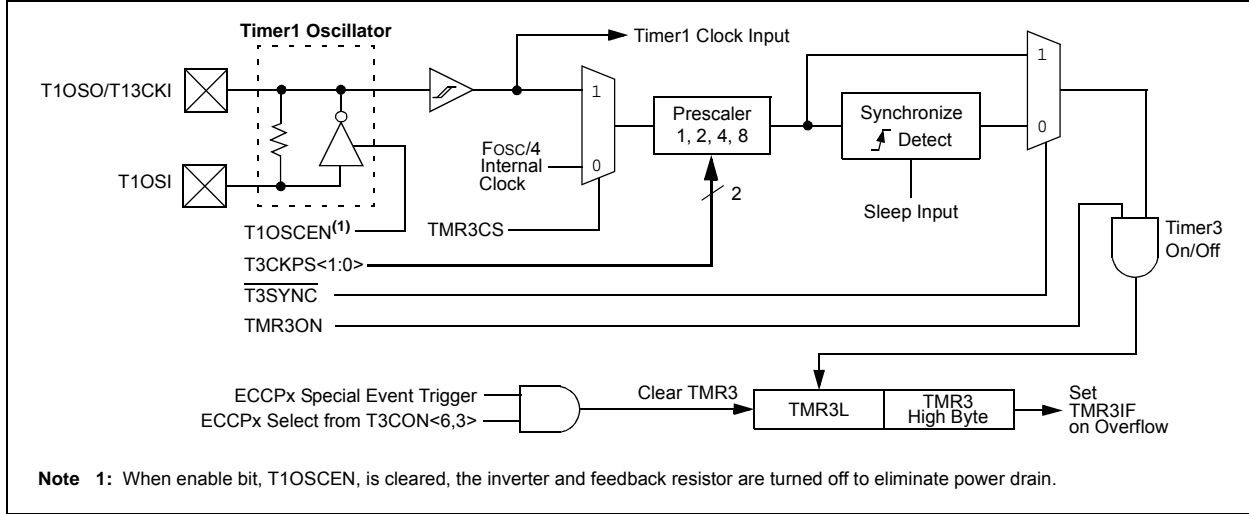 Timer1 Oscillator
Timer1 Clock Input
T1OSO/T13CKI
1
1
Prescaler
1, 2, 4, 8
Synchronize
Detect
0
FOSC/4
Internal
Clock
0
T1OSI
2
Sleep Input
T1OSCEN(1)
TMR3CS
Timer3
On/Off
T3CKPS<1:0>
T3SYNC
TMR3ON
ECCPx Special Event Trigger
ECCPx Select from T3CON<6,3>
Clear TMR3
TMR3L
TMR3
High Byte
Set
TMR3IF
on Overflow
Note 1: When enable bit, T1OSCEN, is cleared, the inverter and feedback resistor are turned off to eliminate power drain.